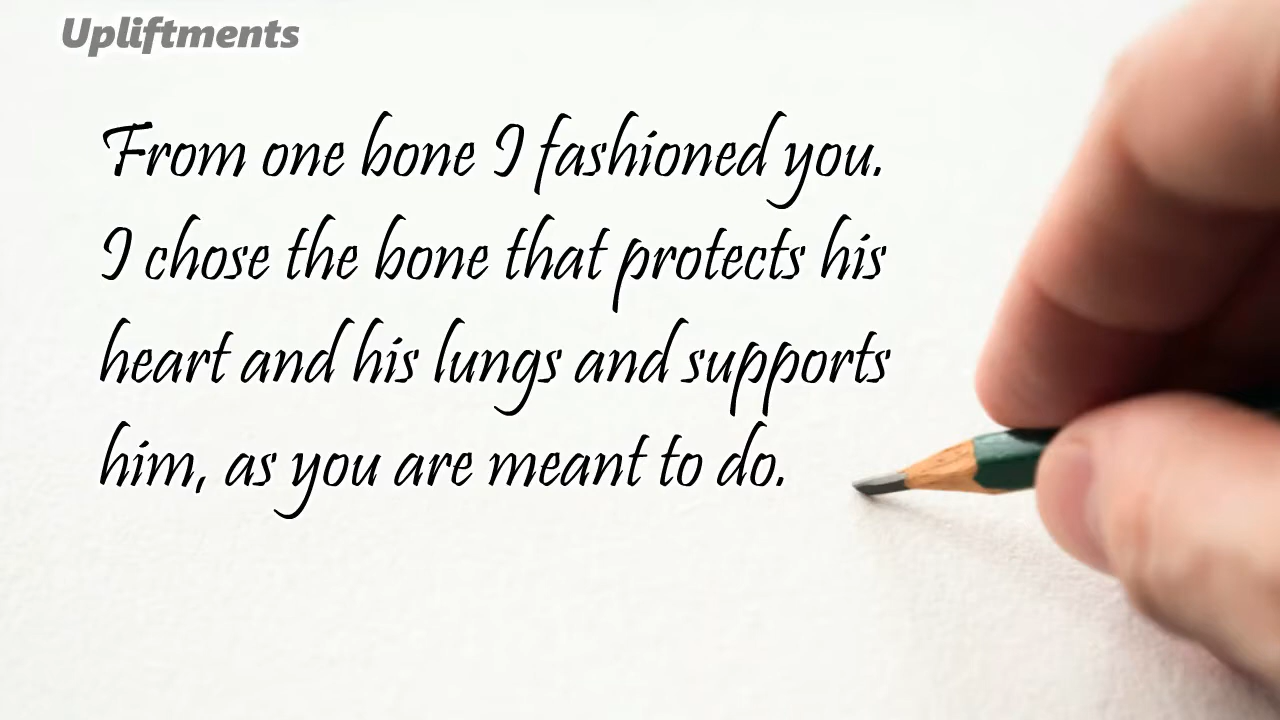 Upliftments
From one bone I fashioned you.
I chose the bone that protects his
heart and his lungs and supports
him, as you are meant to do.